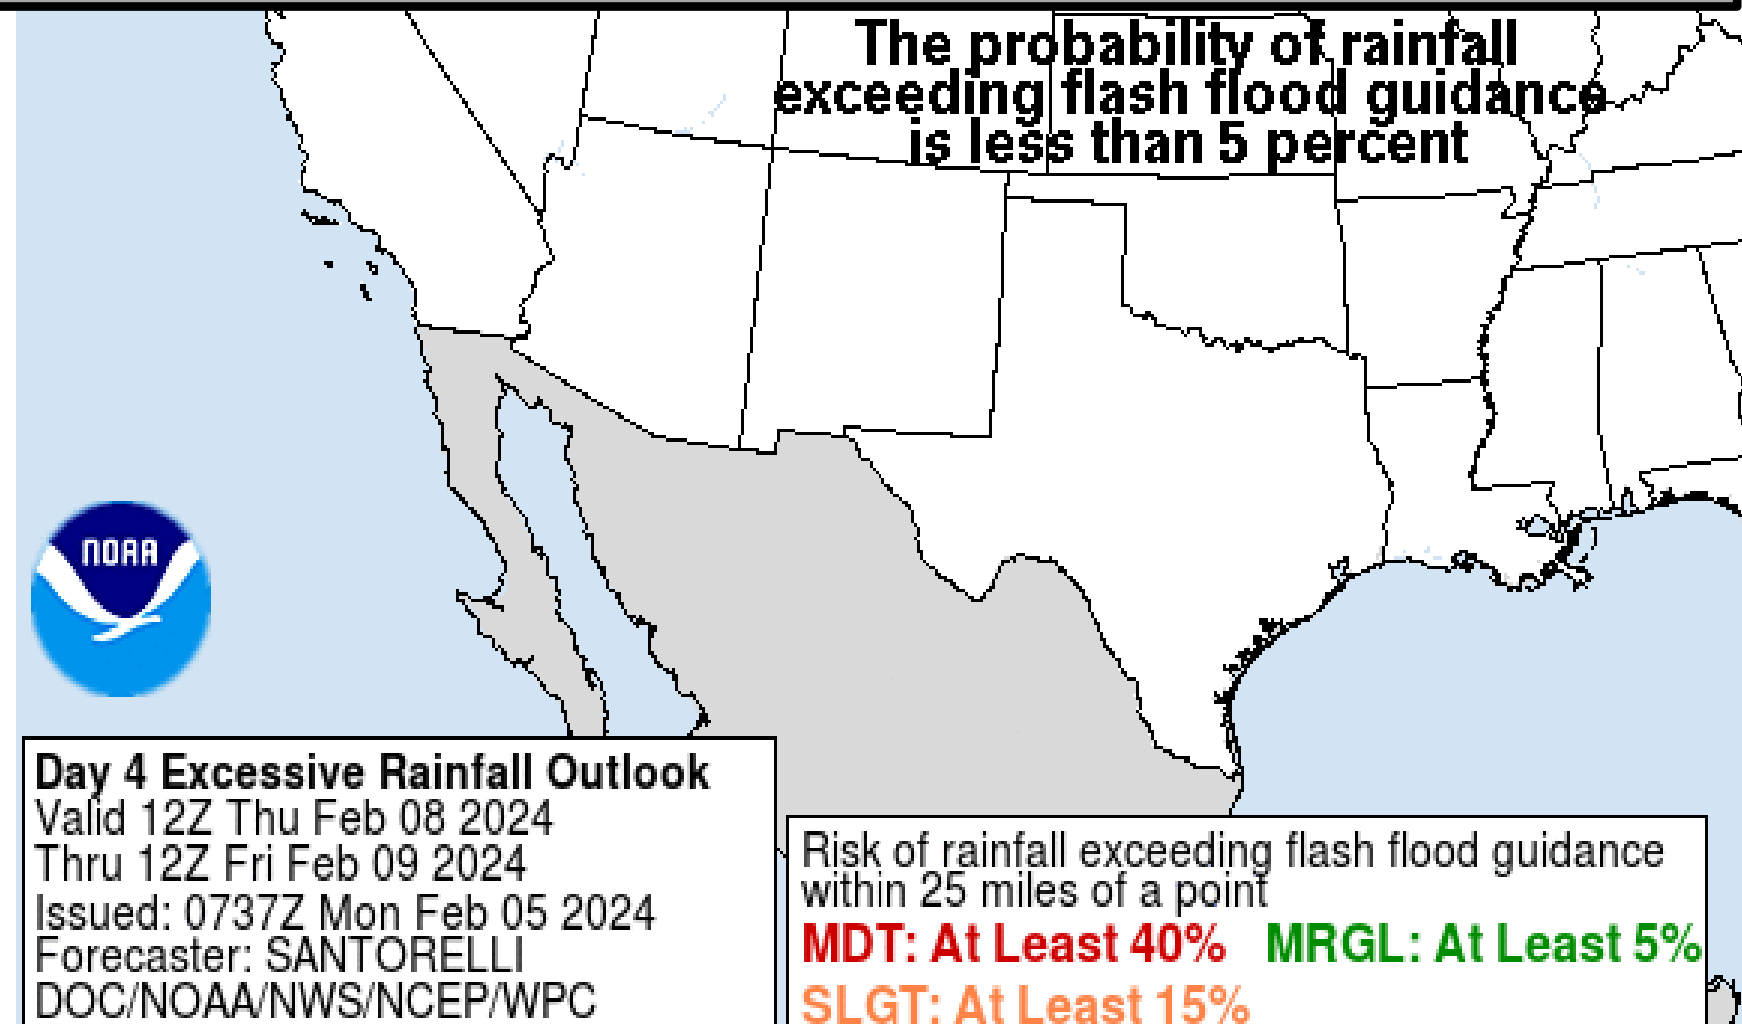 The probability of rainfall
exceeding flash flood guidance
is less than 5 percent
NOAA
Day 4 Excessive Rainfall Outlook
Valid 12Z Thu Feb 08 2024
Thru 12Z Fri Feb 09 2024
Issued: 0737Z Mon Feb 05 2024
Forecaster: SANTORELLI
DOC/NOAA/NWS/NCEP/WPC
Risk of rainfall exceeding flash flood guidance
within 25 miles of a point
MDT: At Least 40% MRGL: At Least 5%
SLGT: At Least 15%